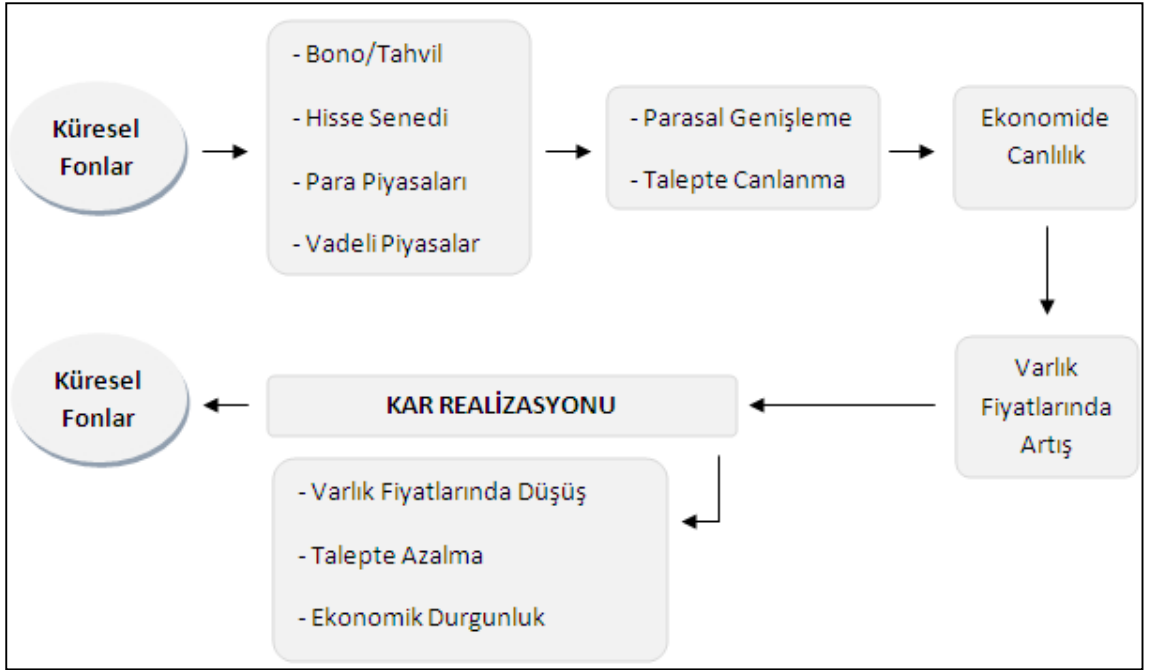 Küresel
Fonlar
- Bono/Tahvil
- Hisse Senedi
- Para Piyasaları
- Vadeli Piyasalar
- Parasal Genişleme
- Talepte Canlanma
Ekonomide
Canlılık
Varlık
Fiyatlarında
Artış
KAR REALİZASYONU
Küresel
Fonlar
- Varlık Fiyatlarında Düşüş
- Talepte Azalma
- Ekonomik Durgunluk